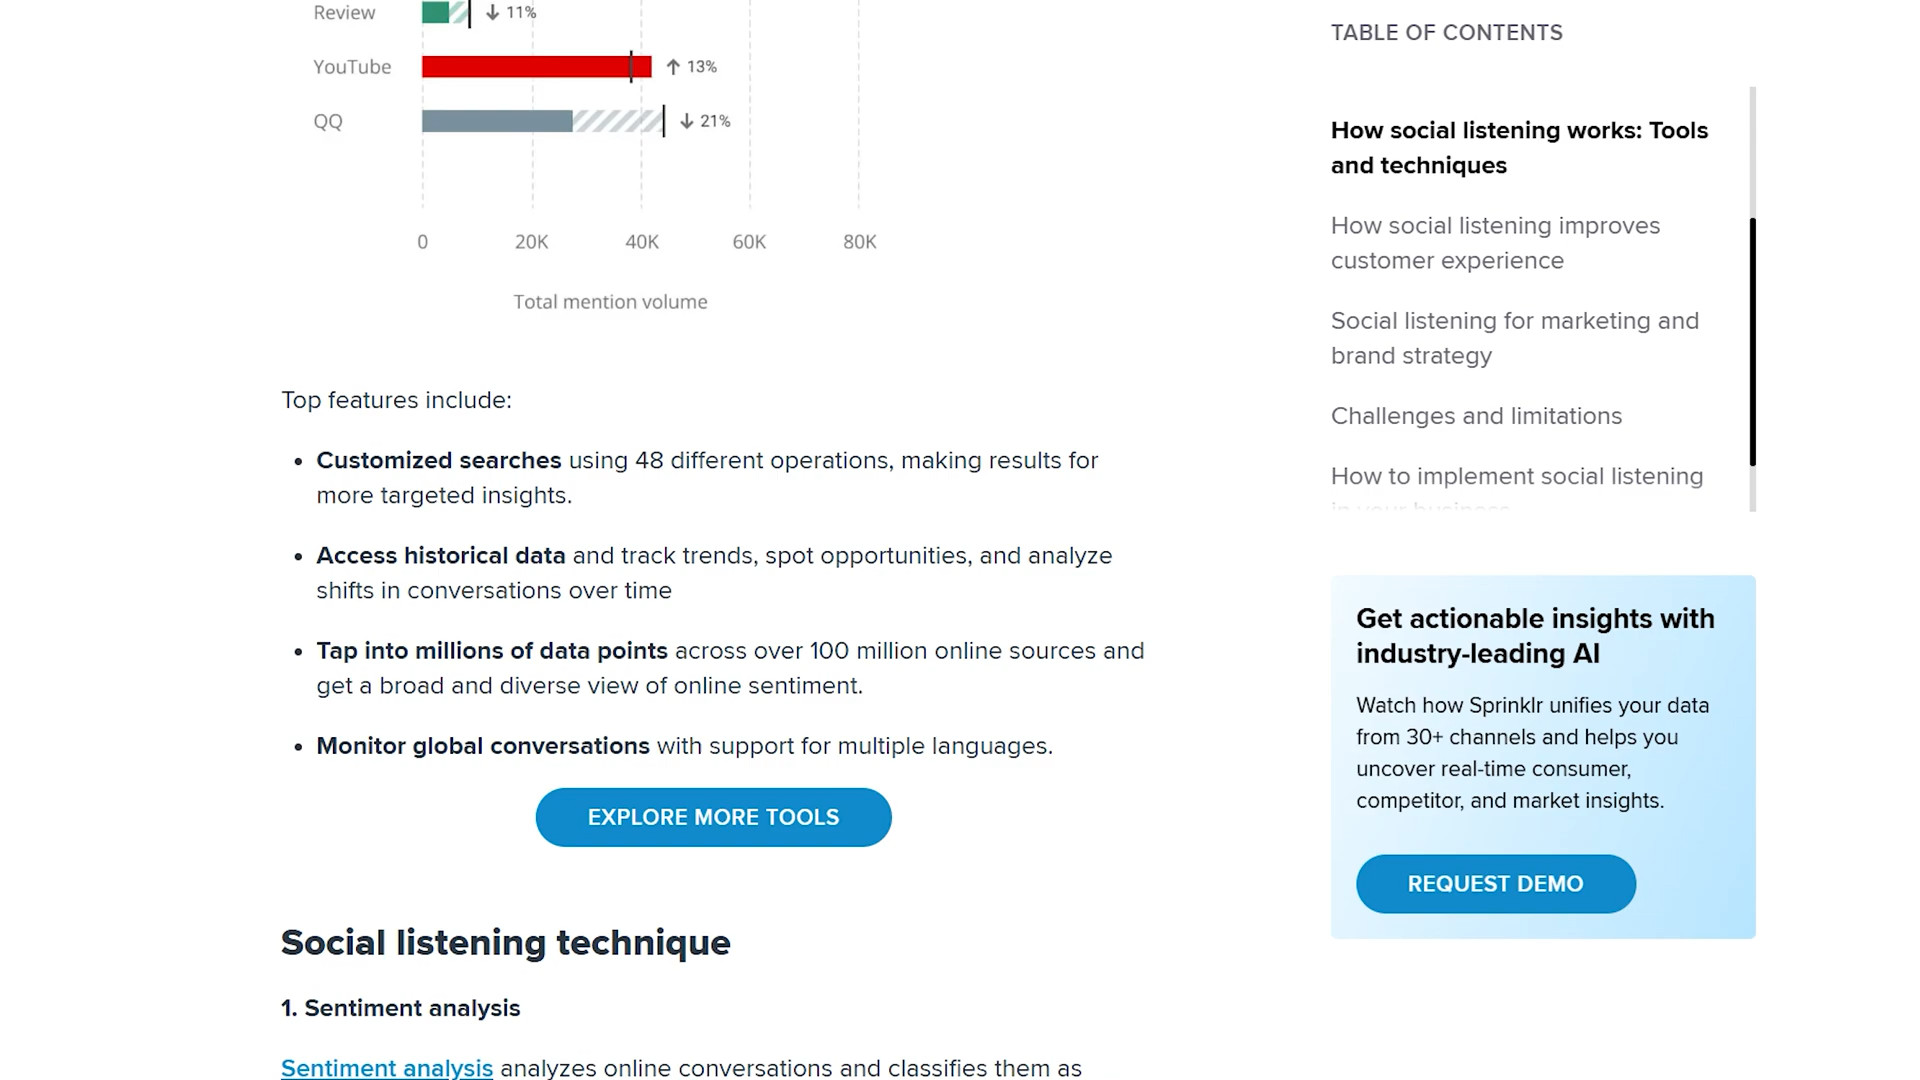 Review
↓ 11%
YouTube
↑ 13%
QQ
↓ 21%
0 20K 40K 60K 80K
Total mention volume
Top features include:
• Customized searches using 48 different operations, making results for
more targeted insights.
• Access historical data and track trends, spot opportunities, and analyze
shifts in conversations over time
• Tap into millions of data points across over 100 million online sources and
get a broad and diverse view of online sentiment.
• Monitor global conversations with support for multiple languages.
EXPLORE MORE TOOLS
Social listening technique
1. Sentiment analysis
Sentiment analysis analyzes online conversations and classifies them as
TABLE OF CONTENTS
How social listening works: Tools
and techniques
How social listening improves
customer experience
Social listening for marketing and
brand strategy
Challenges and limitations
How to implement social listening
in your business
Get actionable insights with
industry-leading AI
Watch how Sprinklr unifies your data
from 30+ channels and helps you
uncover real-time consumer,
competitor, and market insights.
REQUEST DEMO